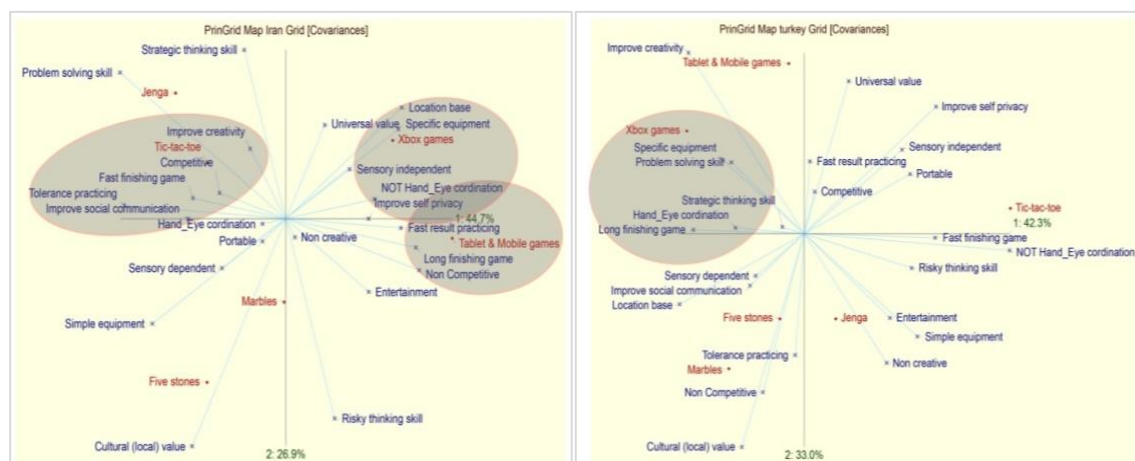 PrinGrid Map Iran Grid [Covariances]
Strategic thinking skill
Problem solving skill
Jenga
Location base
Improve creativity
Universal value
Specific equipment
Tic-tac-toe
Xbox games
Competitive
Sensory independent
Fast finishing game
Tolerance practicing
NOT Hand_Eye cordination
Improve social communication
Improve self privacy
1: 44.7%
Hand_Eye cordination
Fast result practicing
Portable
Non creative
Tablet & Mobile games
Long finishing game
Sensory dependent
Non Competitive
Entertainment
Marbles
Simple equipment
Five stones
Risky thinking skill
Cultural (local) value
2: 26.9%
PrinGrid Map turkey Grid [Covariances]
Improve creativity
Tablet & Mobile games
Universal value
Improve self privacy
Xbox games
Specific equipment
Sensory independent
Problem solving skill
Fast result practicing
Portable
Competitive
Strategic thinking skill
Tic-tac-toe
Hand_Eye cordination
1: 42.3%
Long finishing game
Fast finishing game
NOT Hand_Eye cordination
Risky thinking skill
Sensory dependent
Improve social communication
Location base
Five stones
Jenga
Entertainment
Simple equipment
Tolerance practicing
Non creative
Marbles
Non Competitive
Cultural (local) value
2: 33.0%